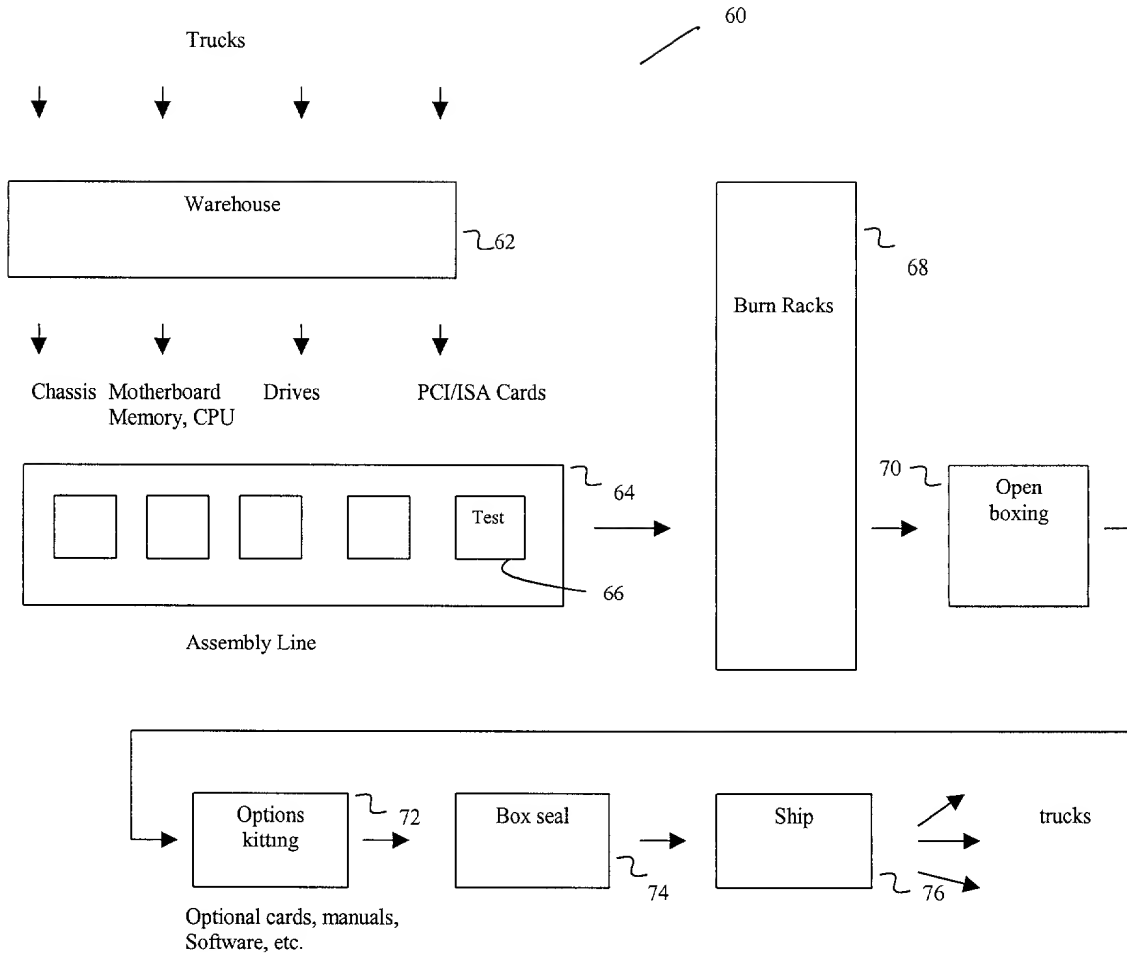 60
Trucks
Warehouse
62
68
Burn Racks
Chassis
Motherboard
Memory, CPU
Drives
PCI/ISA Cards
64
Test
66
Assembly Line
70
Open
boxing
Options
kitting
72
Optional cards, manuals,
Software, etc.
Box seal
74
Ship
76
trucks